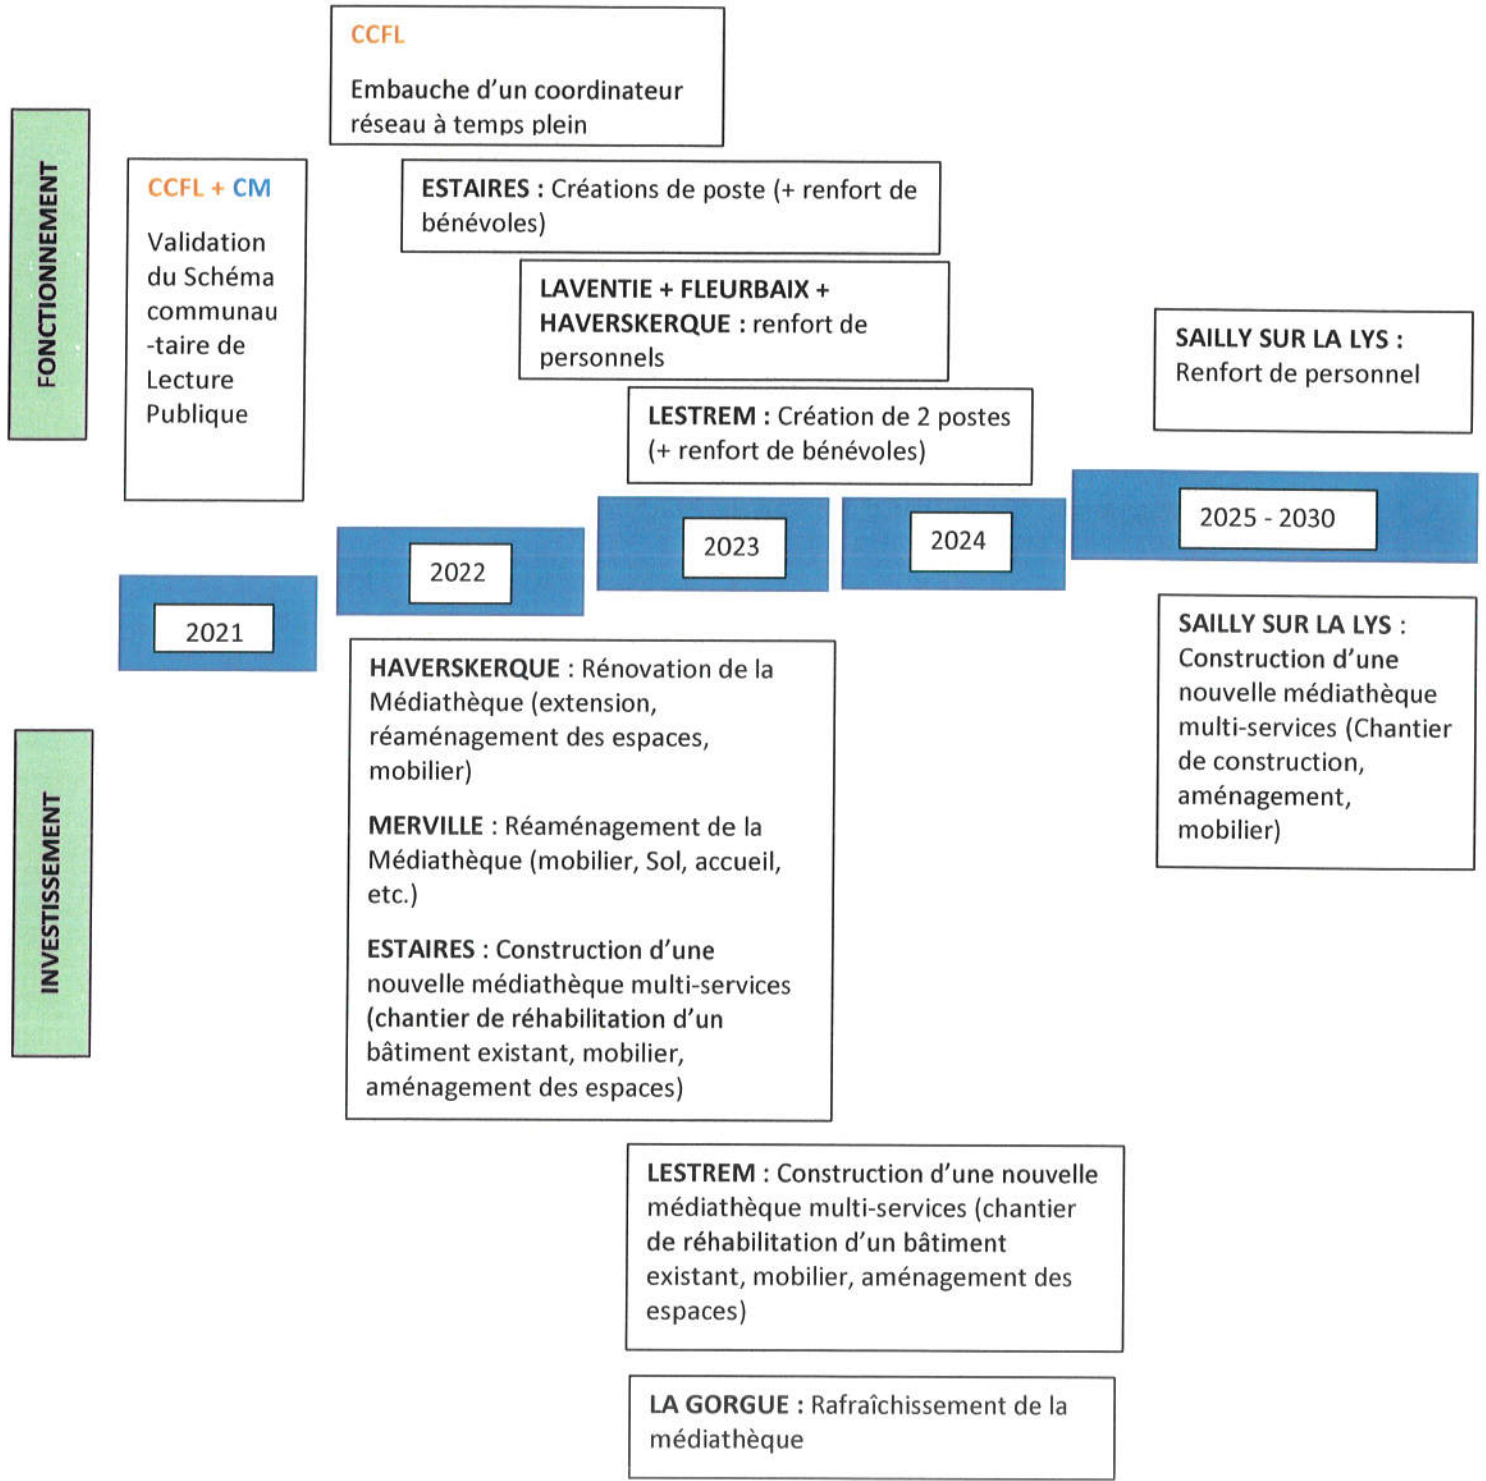 CCFL
Embauche d’un coordinateur
réseau à temps plein
FONCTIONNEMENT
CCFL + CM
Validation
du Schéma
communau
-taire de
Lecture
Publique
ESTAIRES : Créations de poste (+ renfort de
bénévoles)
LAVENTIE + FLEURBAIX +
HAVERSKERQUE : renfort de
personnels
LESTREM : Création de 2 postes
(+ renfort de bénévoles)
SAILLY SUR LA LYS :
Renfort de personnel
2021
2022
2023
2024
2025 - 2030
INVESTISSEMENT
HAVERSKERQUE : Rénovation de la
Médiathèque (extension,
réaménagement des espaces,
mobilier)
MERVILLE : Réaménagement de la
Médiathèque (mobilier, Sol, accueil,
etc.)
ESTAIRES : Construction d’une
nouvelle médiathèque multi-services
(chantier de réhabilitation d’un
bâtiment existant, mobilier,
aménagement des espaces)
SAILLY SUR LA LYS :
Construction d’une
nouvelle médiathèque
multi-services (Chantier
de construction,
aménagement,
mobilier)
LESTREM : Construction d’une nouvelle
médiathèque multi-services (chantier
de réhabilitation d’un bâtiment
existant, mobilier, aménagement des
espaces)
LA GORGUE : Rafraîchissement de la
médiathèque